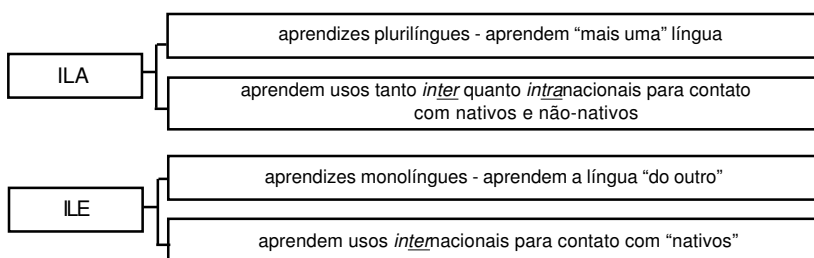 ILA
aprendizes plurilíngues - aprendem “mais uma” língua
aprendem usos tanto inter quanto intranacionais para contato
com nativos e não-nativos
ILE
aprendizes monolíngues - aprendem a língua “do outro”
aprendem usos internacionais para contato com “nativos”